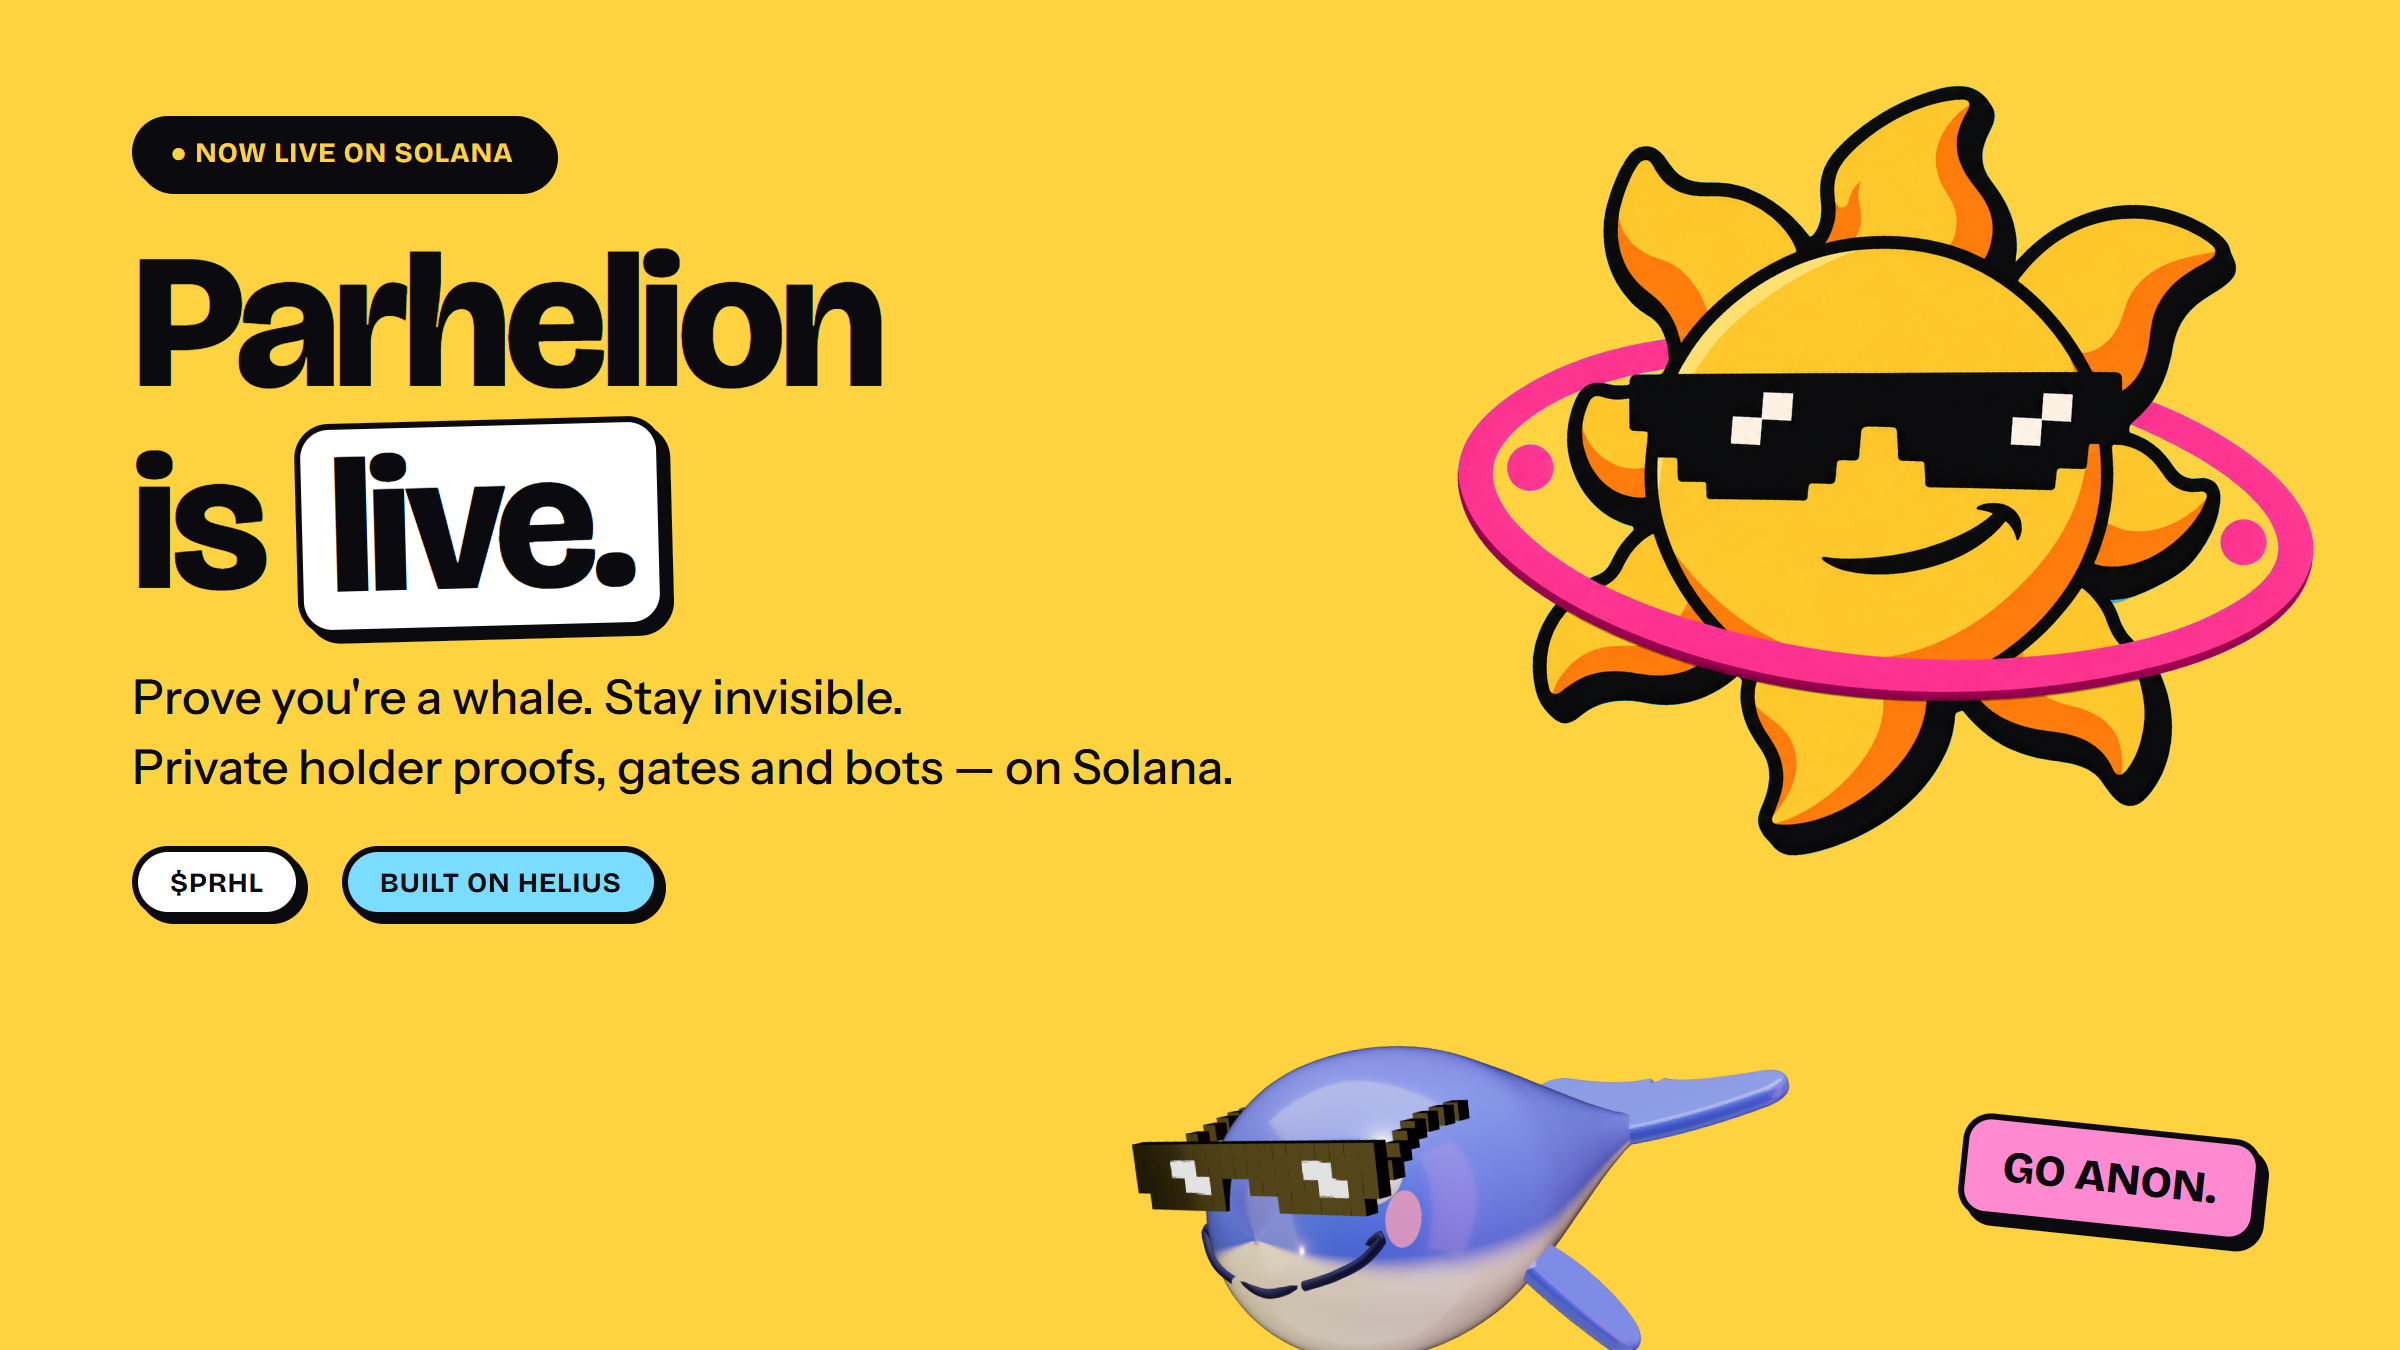 • NOW LIVE ON SOLANA
Parhelion
is live.
Prove you're a whale. Stay invisible.
Private holder proofs, gates and bots — on Solana.
$PRHL
BUILT ON HELIUS
GO ANON.